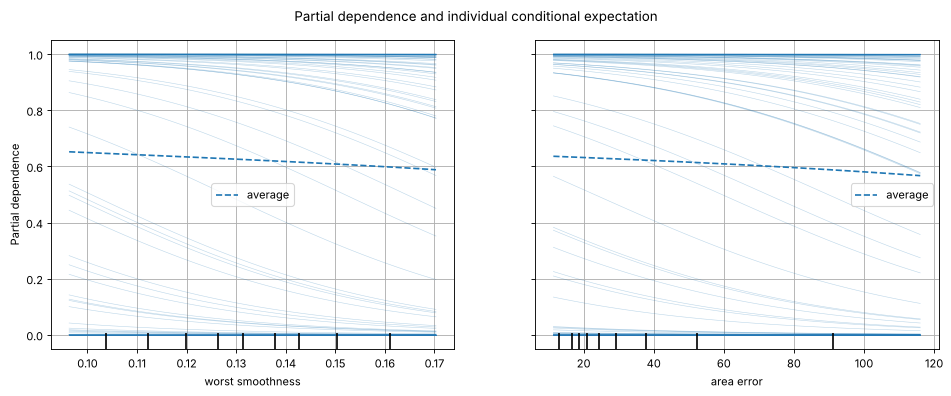 Partial dependence and individual conditional expectation
Partial dependence
1.0
0.8
0.6
0.4
0.2
0.0
average
0.10 0.11 0.12 0.13 0.14 0.15 0.16 0.17
worst smoothness
average
20 40 60 80 100 120
area error